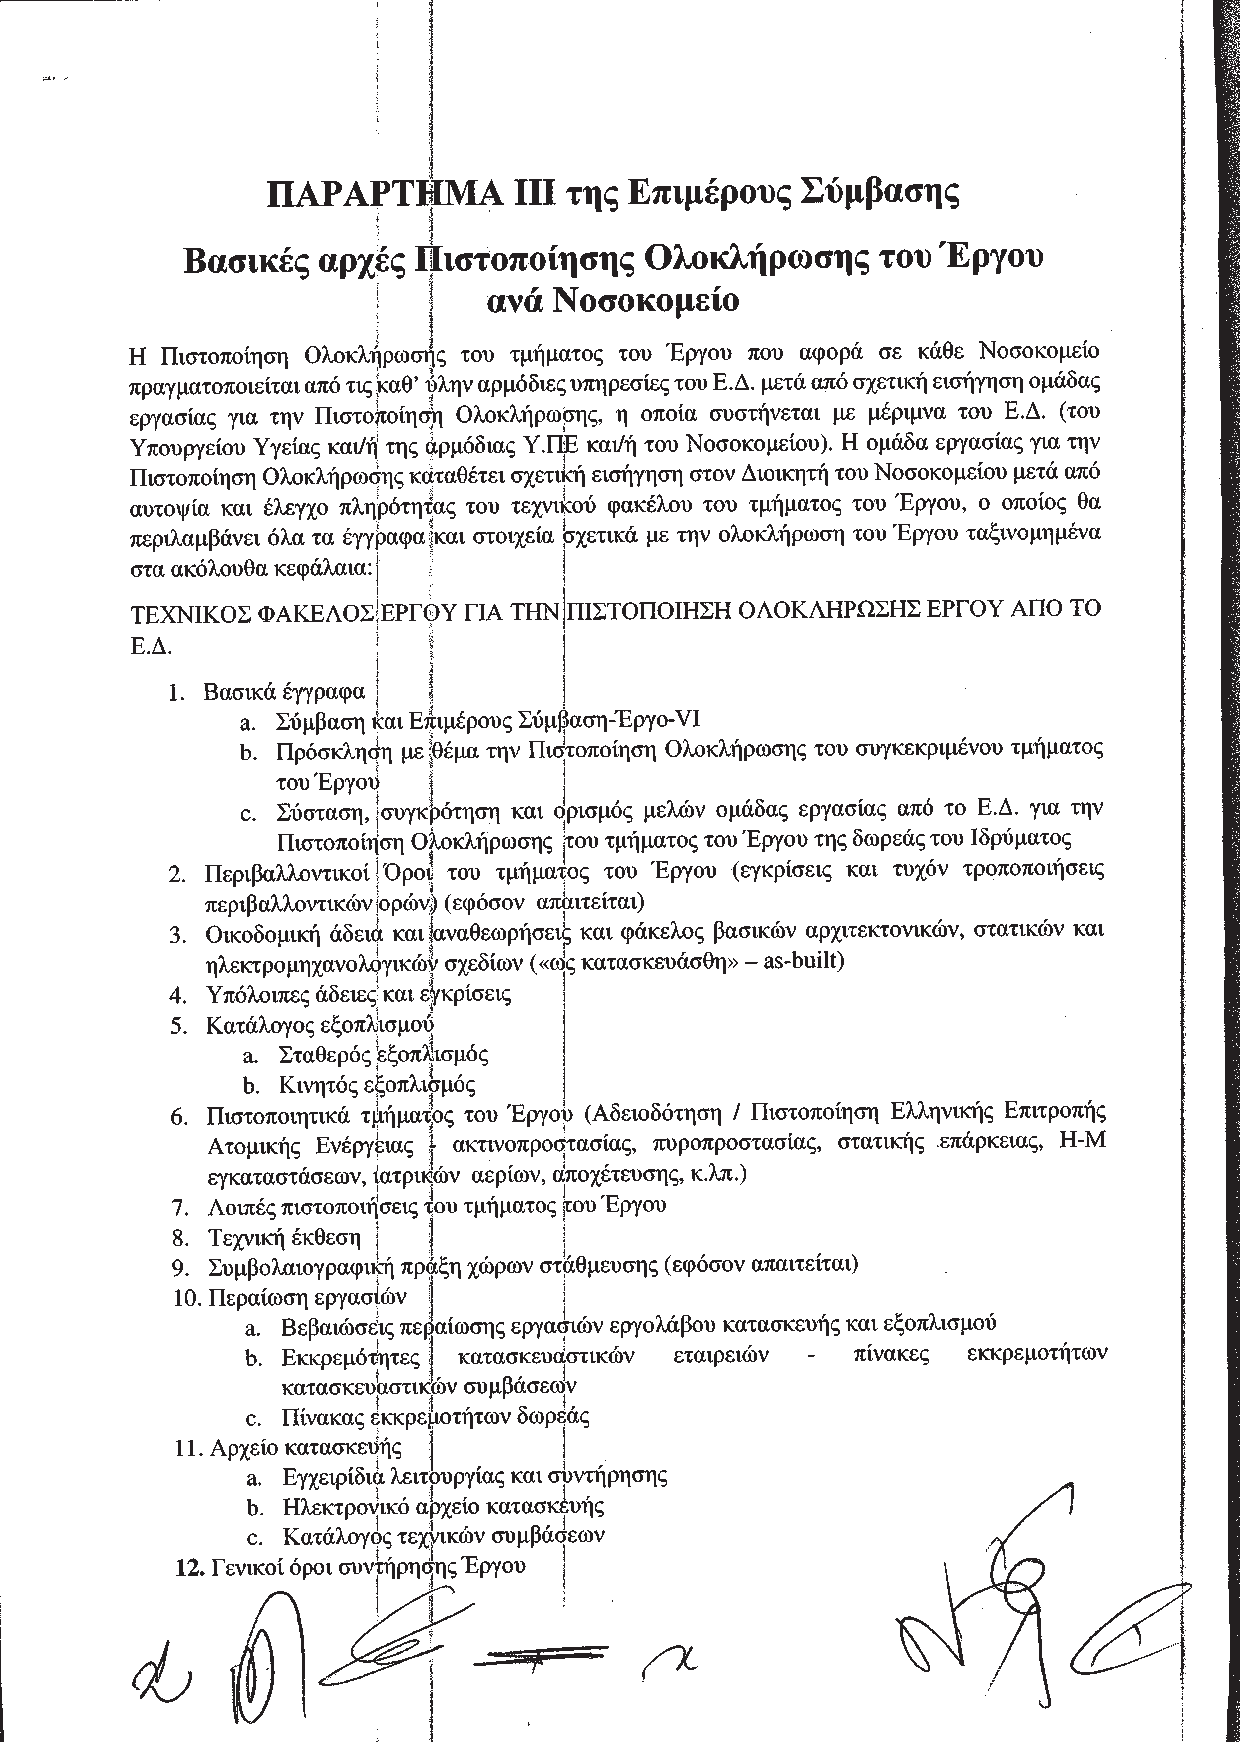 ΠΑΡΑΡΤΗΜΑ ΙΙΙ της Επιμέρους Σύμβασης
Βασικές αρχές Πιστοποίησης Ολοκλήρωσης του Έργου
ανά Νοσοκομείο
Η Πιστοποίηση Ολοκλήρωσης του τμήματος του Έργου που αφορά σε κάθε Νοσοκομείο
πραγματοποιείται από τις καθ’ ύλην αρμόδιες υπηρεσίες του Ε.Δ. μετά από σχετική εισήγηση ομάδας
εργασίας για την Πιστοποίηση Ολοκλήρωσης, η οποία συστήνεται με μέριμνα του Ε.Δ. (του
Υπουργείου Υγείας και/ή της αρμόδιας Υ.ΠΕ και/ή του Νοσοκομείου). Η ομάδα εργασίας για την
Πιστοποίηση Ολοκλήρωσης καταθέτει σχετική εισήγηση στον Διοικητή του Νοσοκομείου μετά από
αυτοψία και έλεγχο πληρότητας του τεχνικού φακέλου του τμήματος του Έργου, ο οποίος θα
περιλαμβάνει όλα τα έγγραφα και στοιχεία σχετικά με την ολοκλήρωση του Έργου ταξινομημένα
στα ακόλουθα κεφάλαια:
ΤΕΧΝΙΚΟΣ ΦΑΚΕΛΟΣ ΕΡΓΟΥ ΓΙΑ ΤΗΝ ΠΙΣΤΟΠΟΙΗΣΗ ΟΛΟΚΛΗΡΩΣΗΣ ΕΡΓΟΥ ΑΠΟ ΤΟ
Ε.Δ.
1. Βασικά έγγραφα
a. Σύμβαση και Επιμέρους Σύμβαση-Έργο-VI
b. Πρόσκληση με θέμα την Πιστοποίηση Ολοκλήρωσης του συγκεκριμένου τμήματος
του Έργου
c. Σύσταση, συγκρότηση και ορισμός μελών ομάδας εργασίας από το Ε.Δ. για την
Πιστοποίηση Ολοκλήρωσης του τμήματος του Έργου της δωρεάς του Ιδρύματος
2. Περιβαλλοντικοί Όροι του τμήματος του Έργου (εγκρίσεις και τυχόν τροποποιήσεις
περιβαλλοντικών ορών) (εφόσον απαιτείται)
3. Οικοδομική άδεια και αναθεωρήσεις και φάκελος βασικών αρχιτεκτονικών, στατικών και
ηλεκτρομηχανολογικών σχεδίων («ως κατασκευάσθη» – as-built)
4. Υπόλοιπες άδειες και εγκρίσεις
5. Κατάλογος εξοπλισμού
a. Σταθερός εξοπλισμός
b. Κινητός εξοπλισμός
6. Πιστοποιητικά τμήματος του Έργου (Αδειοδότηση / Πιστοποίηση Ελληνικής Επιτροπής
Ατομικής Ενέργειας - ακτινοπροστασίας, πυροπροστασίας, στατικής επάρκειας, Η-Μ
εγκαταστάσεων, ιατρικών αερίων, αποχέτευσης, κ.λπ.)
7. Λοιπές πιστοποιήσεις του τμήματος του Έργου
8. Τεχνική έκθεση
9. Συμβολαιογραφική πράξη χώρων στάθμευσης (εφόσον απαιτείται)
10. Περαίωση εργασιών
a. Βεβαιώσεις περαίωσης εργασιών εργολάβου κατασκευής και εξοπλισμού
b. Εκκρεμότητες κατασκευαστικών εταιρειών - πίνακες εκκρεμοτήτων
κατασκευαστικών συμβάσεων
c. Πίνακας εκκρεμοτήτων δωρεάς
11. Αρχείο κατασκευής
a. Εγχειρίδια λειτουργίας και συντήρησης
b. Ηλεκτρονικό αρχείο κατασκευής
c. Κατάλογος τεχνικών συμβάσεων
12. Γενικοί όροι συντήρησης Έργου